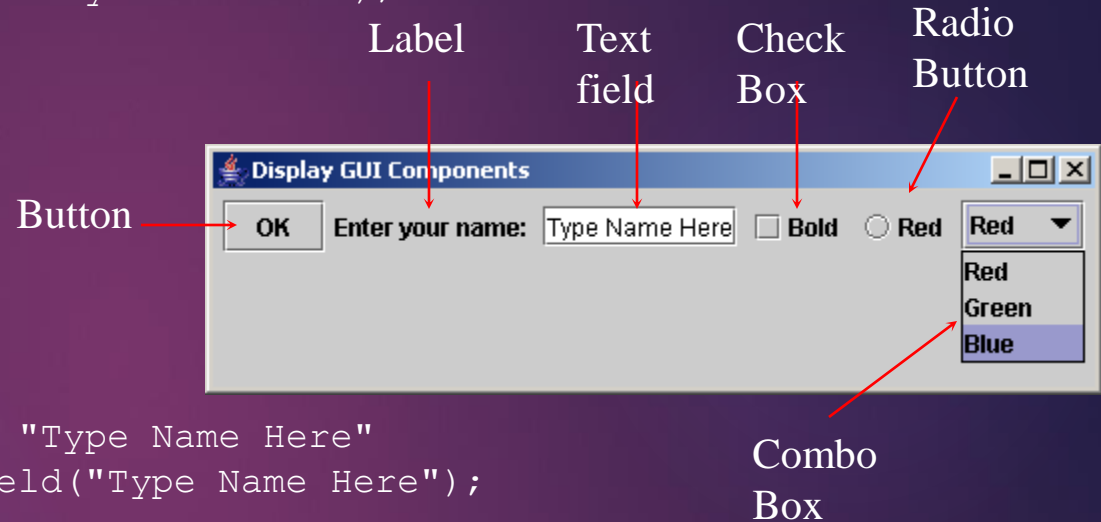 Label
Text
field
Check
Box
Radio
Button
Display GUI Components
Button
OK
Enter your name:
Type Name Here
Bold
Red
Red
Red
Green
Blue
"Type Name Here"
eld("Type Name Here");
Combo
Box